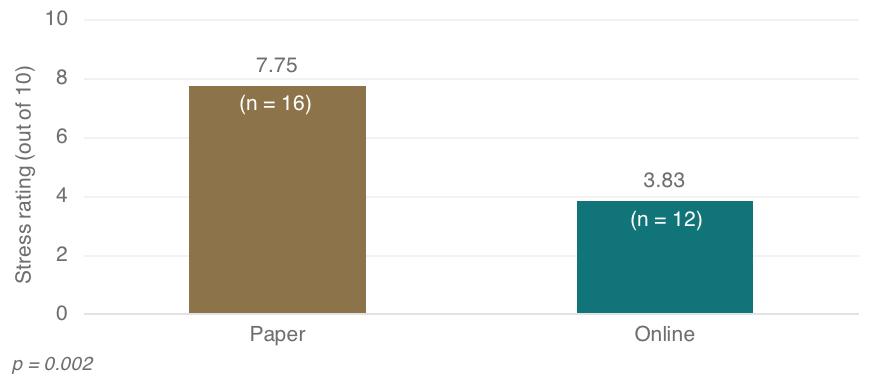 10
8
6
4
2
0
Stress rating (out of 10)
7.75
(n = 16)
3.83
(n = 12)
Paper
Online
p = 0.002